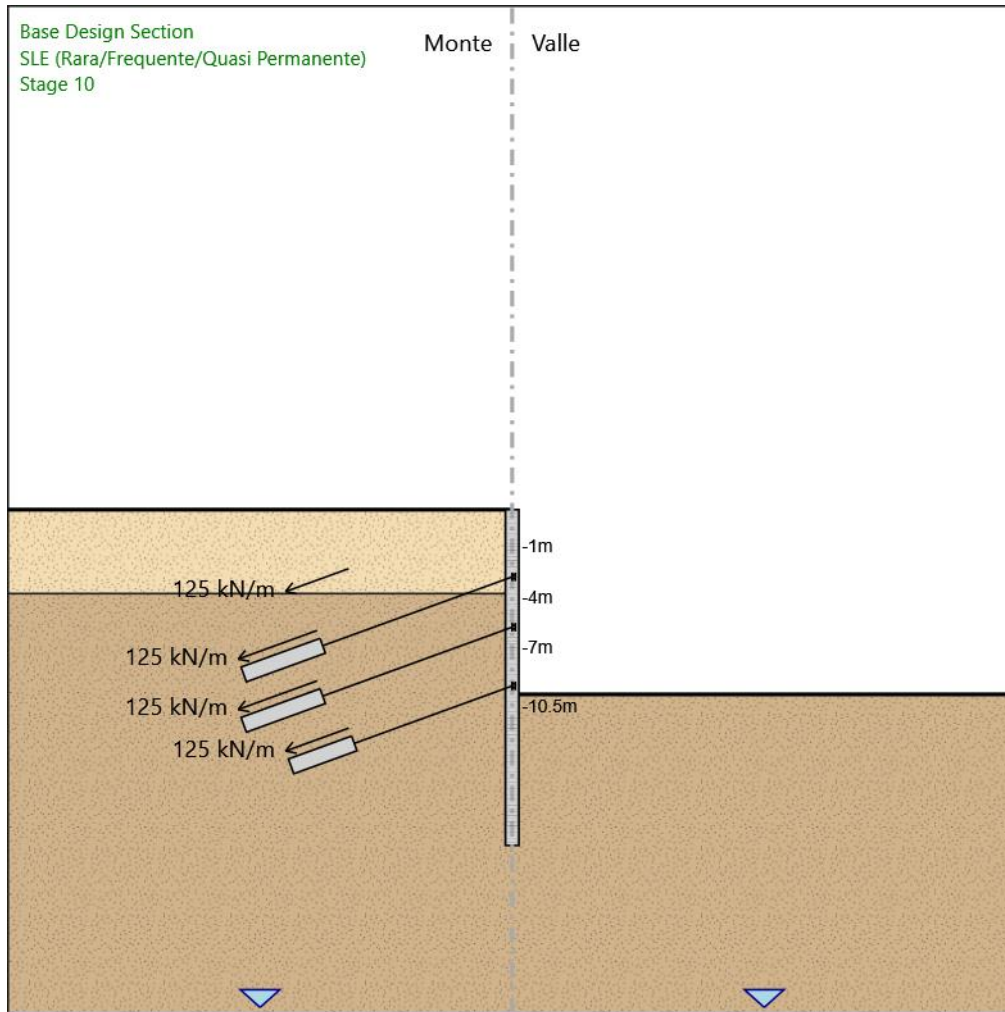 Base Design Section
SLE (Rara/Frequente/Quasi Permanente)
Stage 10
Monte
Valle
-1m
125 kN/m
-4m
125 kN/m
-7m
125 kN/m
-10.5m
125 kN/m